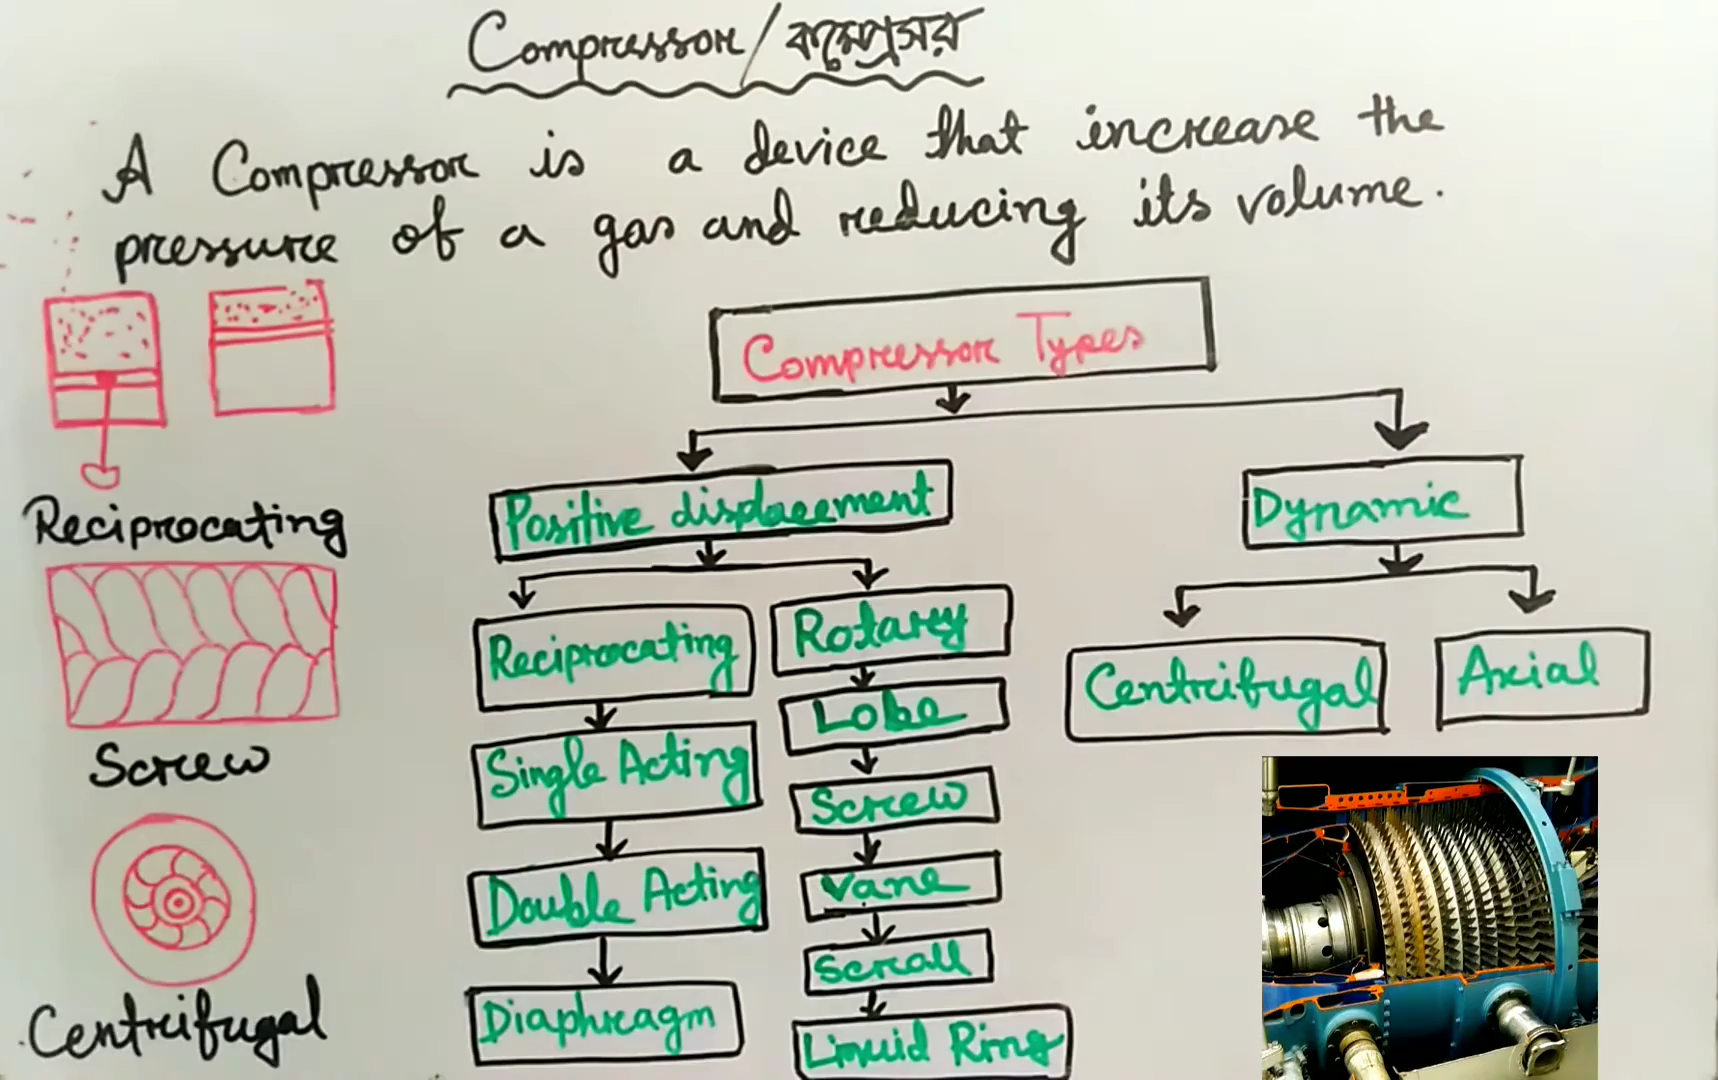 Compressor/কম্প্রেসর
A Compressor is a device that increase the
pressure of a gas and reducing its volume.
Compressor Types
Positive displacement
Dynamic
Reciprocating
Reciprocating
Rotary
Centrifugal
Axial
Lobe
Screw
Single Acting
Screw
Double Acting
Vane
Scroll
Centrifugal
Diaphragm
Liquid Ring